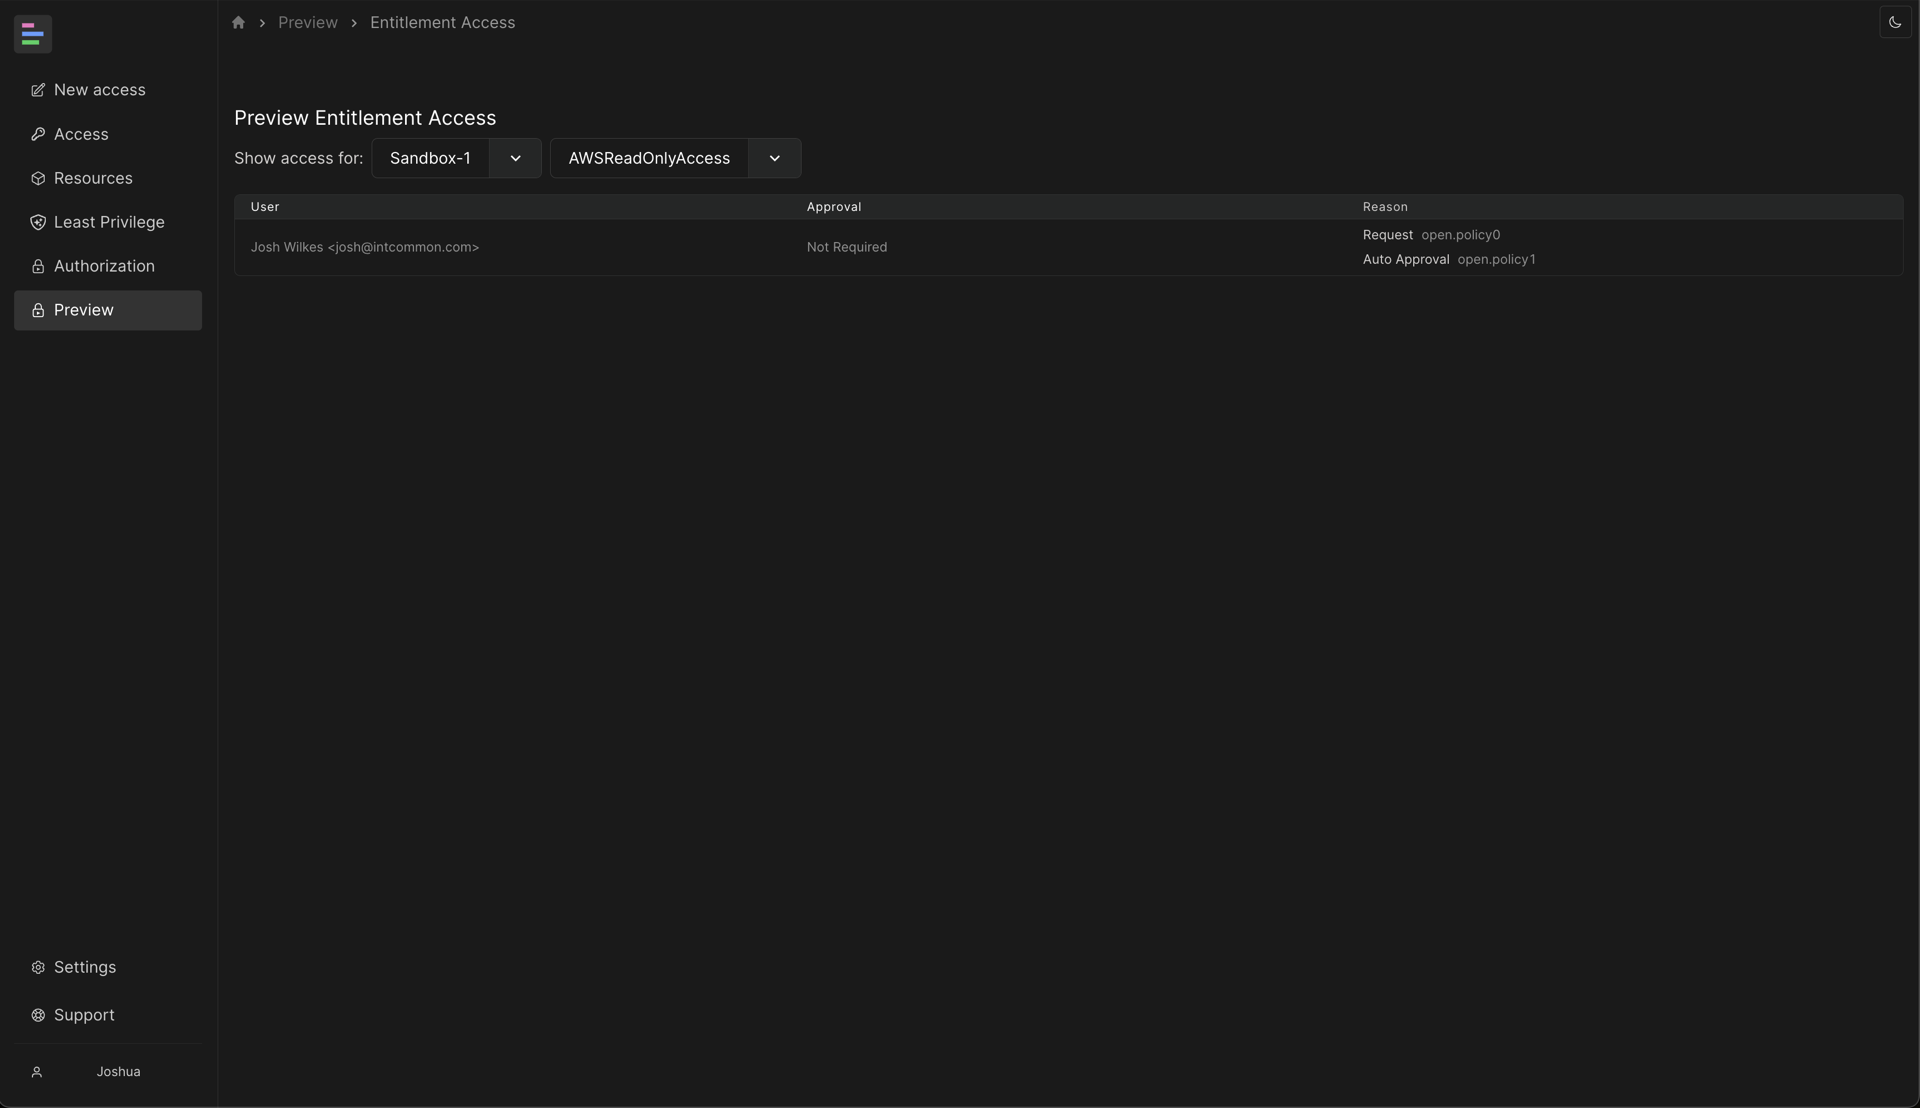 Preview
Entitlement Access
New access
Access
Resources
Least Privilege
Authorization
Preview
Settings
Support
Joshua
Preview Entitlement Access
Show access for: Sandbox-1 AWSReadOnlyAccess
User Approval Reason
Josh Wilkes <josh@intcommon.com> Not Required
Request open.policy0
Auto Approval open.policy1